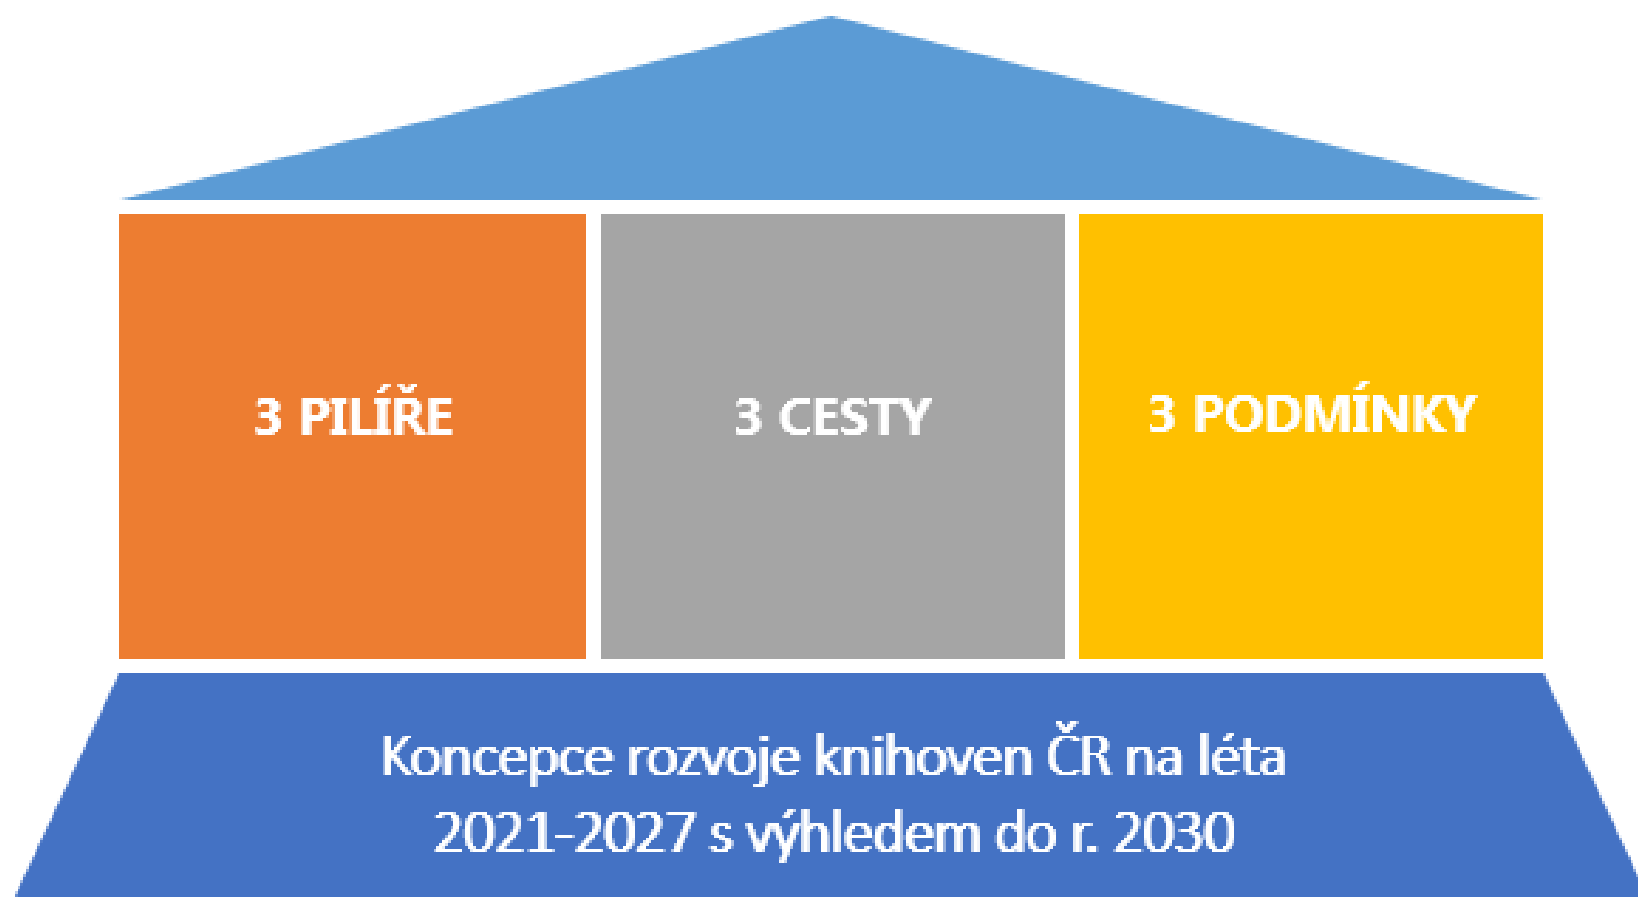 3 PILÍŘE
3 CESTY
3 PODMÍNKY
Koncepce rozvoje knihoven ČR na léta
2021-2027 s výhledem do r. 2030